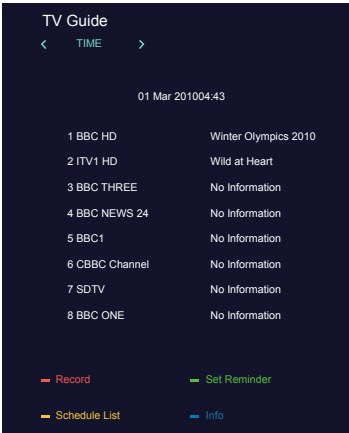 TV Guide
< TIME >
01 Mar 201004:43
1 BBC HD Winter Olympics 2010
2 ITV1 HD Wild at Heart
3 BBC THREE No Information
4 BBC NEWS 24 No Information
5 BBC1 No Information
6 CBBC Channel No Information
7 SDTV No Information
8 BBC ONE No Information
Record Set Reminder
Schedule List Info